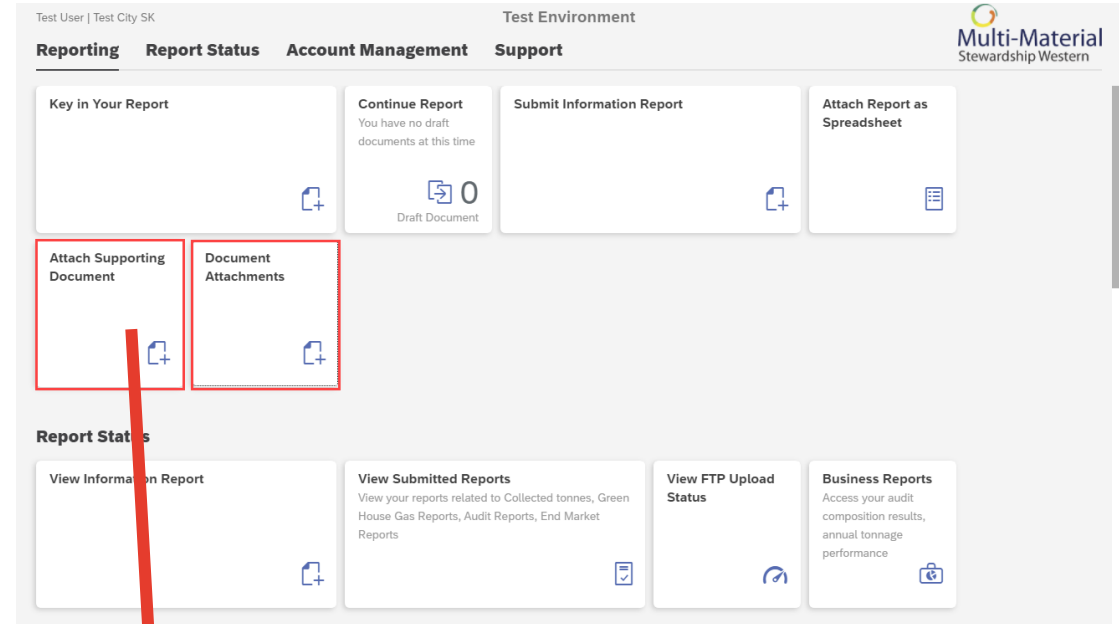 Test User | Test City SK
Test Environment
Multi-Material
Stewardship Western
Reporting
Report Status
Account Management
Support
Key in Your Report
Continue Report
You have no draft
documents at this time
0
Draft Document
Submit Information Report
Attach Report as
Spreadsheet
Attach Supporting
Document
Document
Attachments
Report Status
View Information Report
View Submitted Reports
View your reports related to Collected tonnes, Green
House Gas Reports, Audit Reports, End Market
Reports
View FTP Upload
Status
Business Reports
Access your audit
composition results,
annual tonnage
performance